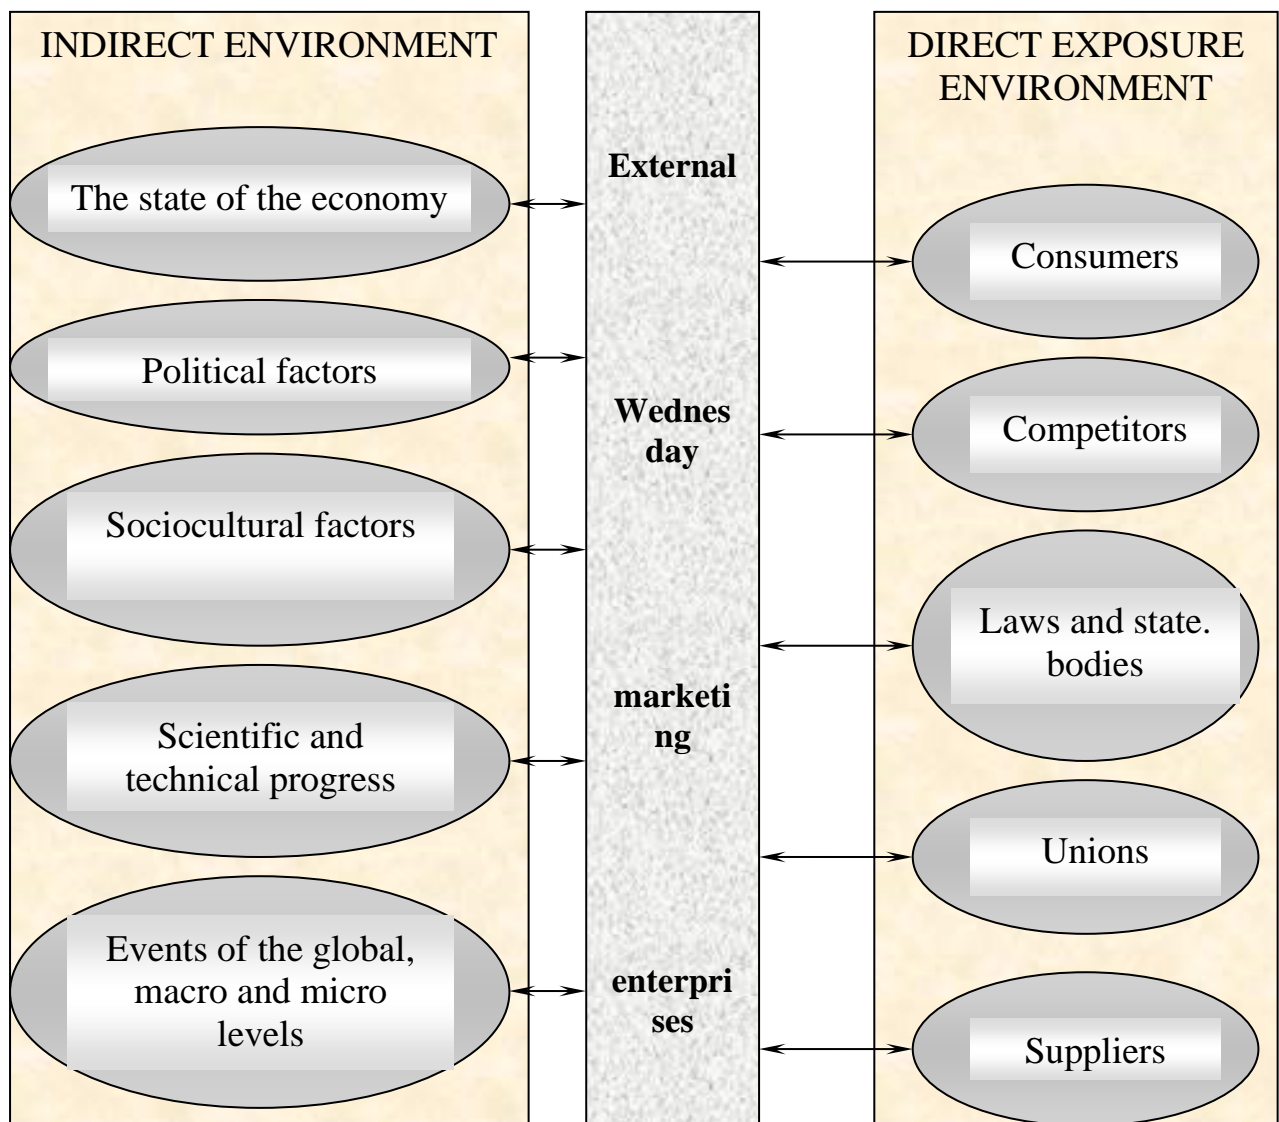 INDIRECT ENVIRONMENT
The state of the economy
Political factors
Sociocultural factors
Scientific and
technical progress
Events of the global,
macro and micro
levels
External
Wednes
day
marketi
ng
enterpri
ses
DIRECT EXPOSURE
ENVIRONMENT
Consumers
Competitors
Laws and state.
bodies
Unions
Suppliers